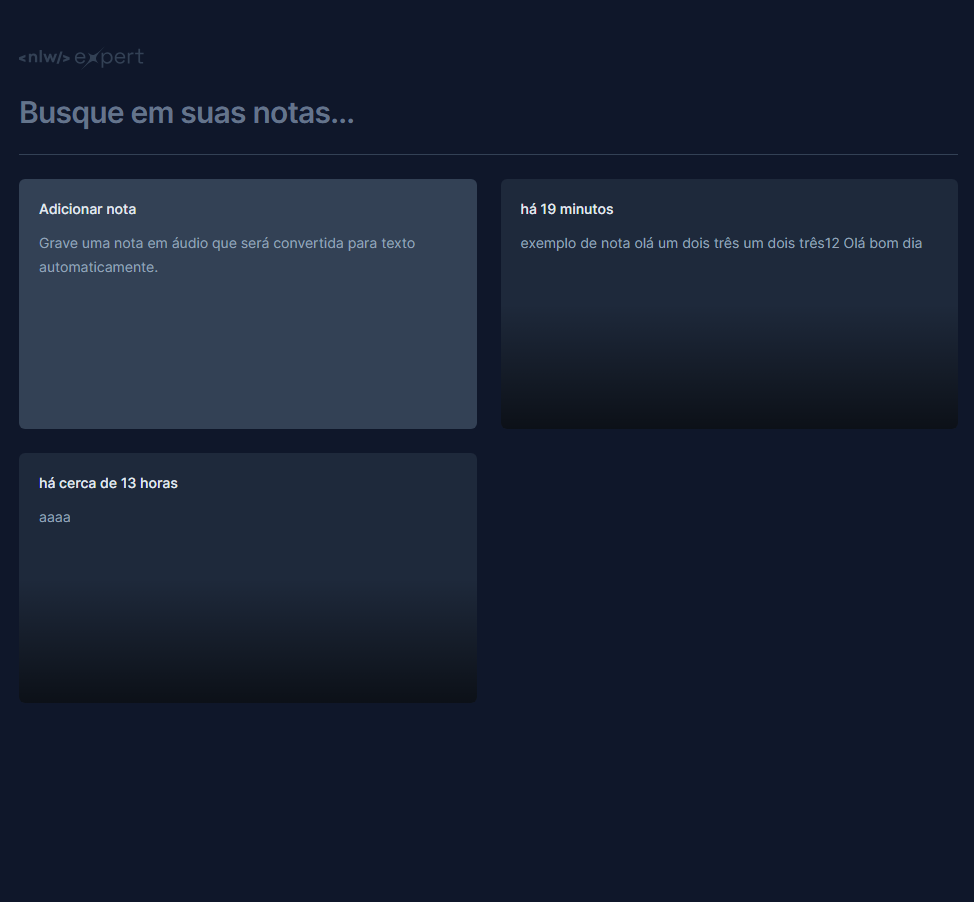 <nlw/> expert
Busque em suas notas...
Adicionar nota
Grave uma nota em áudio que será convertida para texto
automaticamente.
há 19 minutos
exemplo de nota olá um dois três um dois três12 Olá bom dia
há cerca de 13 horas
aaaa